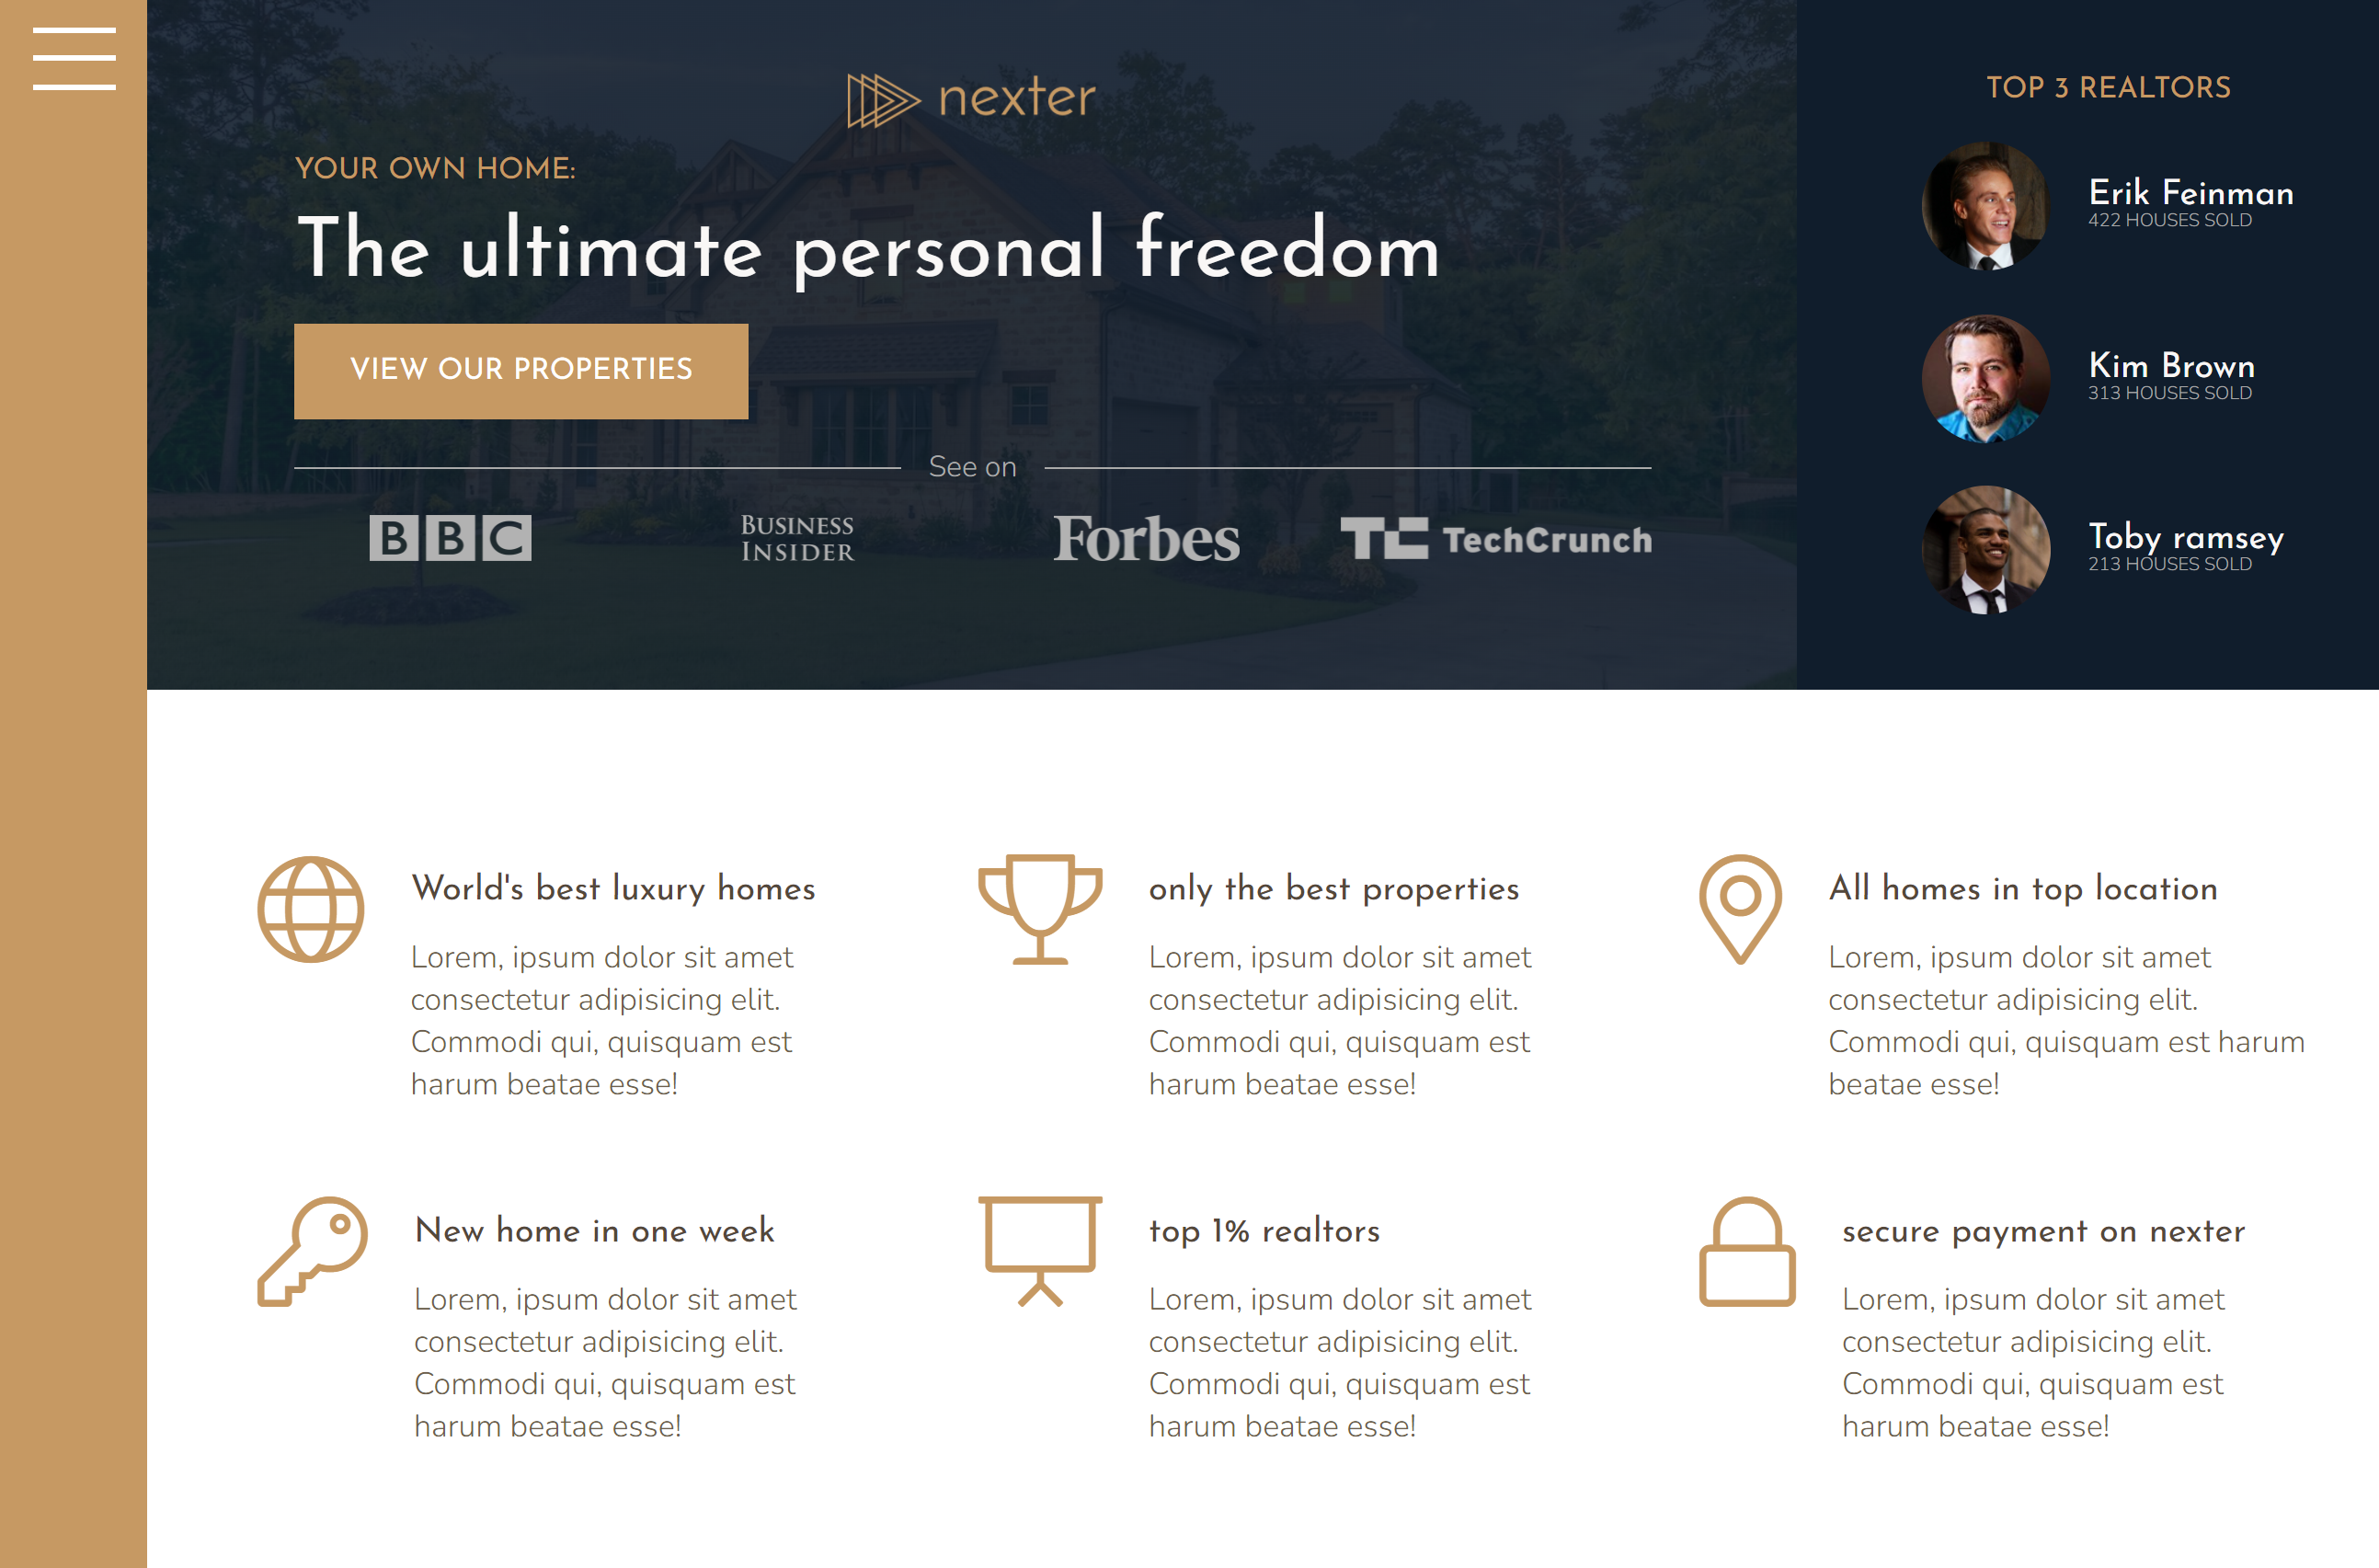 nexter
YOUR OWN HOME:
The ultimate personal freedom
VIEW OUR PROPERTIES
See on
BBC
BUSINESS
INSIDER
Forbes
TC TechCrunch
TOP 3 REALTORS
Erik Feinman
422 HOUSES SOLD
Kim Brown
313 HOUSES SOLD
Toby ramsey
213 HOUSES SOLD
World's best luxury homes
Lorem, ipsum dolor sit amet
consectetur adipisicing elit.
Commodi qui, quisquam est
harum beatae esse!
only the best properties
Lorem, ipsum dolor sit amet
consectetur adipisicing elit.
Commodi qui, quisquam est
harum beatae esse!
All homes in top location
Lorem, ipsum dolor sit amet
consectetur adipisicing elit.
Commodi qui, quisquam est harum
beatae esse!
New home in one week
Lorem, ipsum dolor sit amet
consectetur adipisicing elit.
Commodi qui, quisquam est
harum beatae esse!
top 1% realtors
Lorem, ipsum dolor sit amet
consectetur adipisicing elit.
Commodi qui, quisquam est
harum beatae esse!
secure payment on nexter
Lorem, ipsum dolor sit amet
consectetur adipisicing elit.
Commodi qui, quisquam est
harum beatae esse!